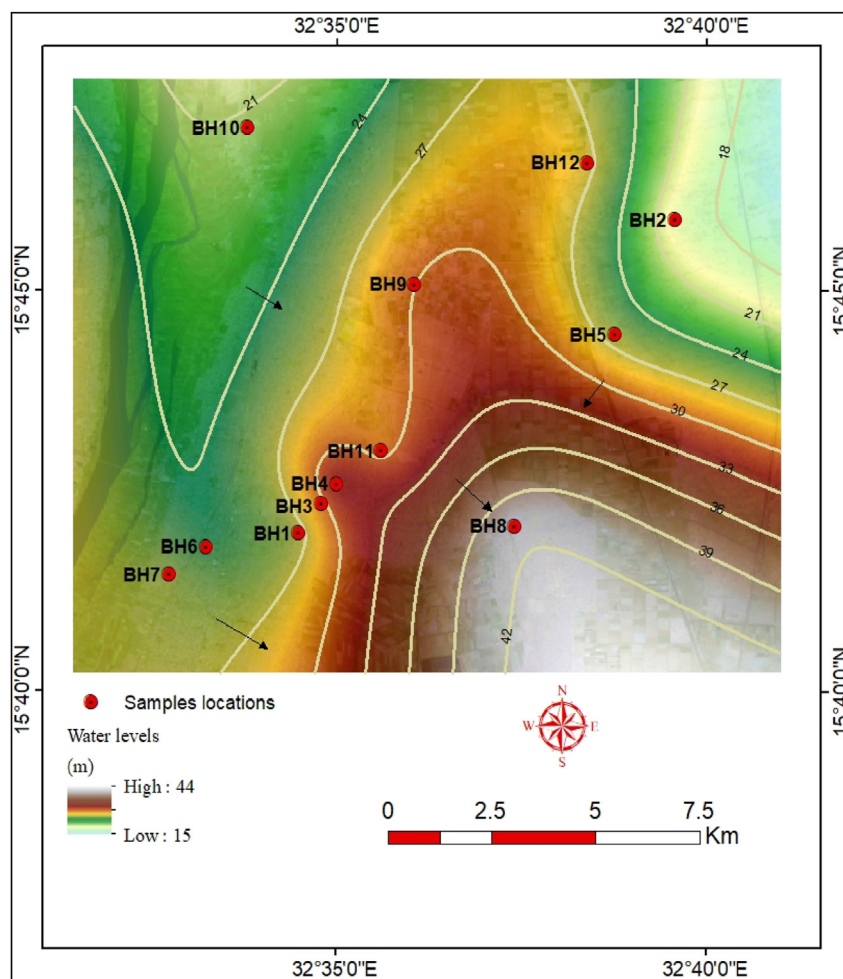 32°35'0"E 32°40'0"E
21
24
BH10
27
BH12
18
BH2
15°45'0"N 15°45'0"N
BH9
21
BH5
24
27
30
BH11
33
BH4
BH3
36
BH8
BH1
BH6
39
BH7
42
15°40'0"N 15°40'0"N
Samples locations
N
W E
S
Water levels
(m)
High : 44
Low : 15
0 2.5 5 7.5
Km
32°35'0"E 32°40'0"E